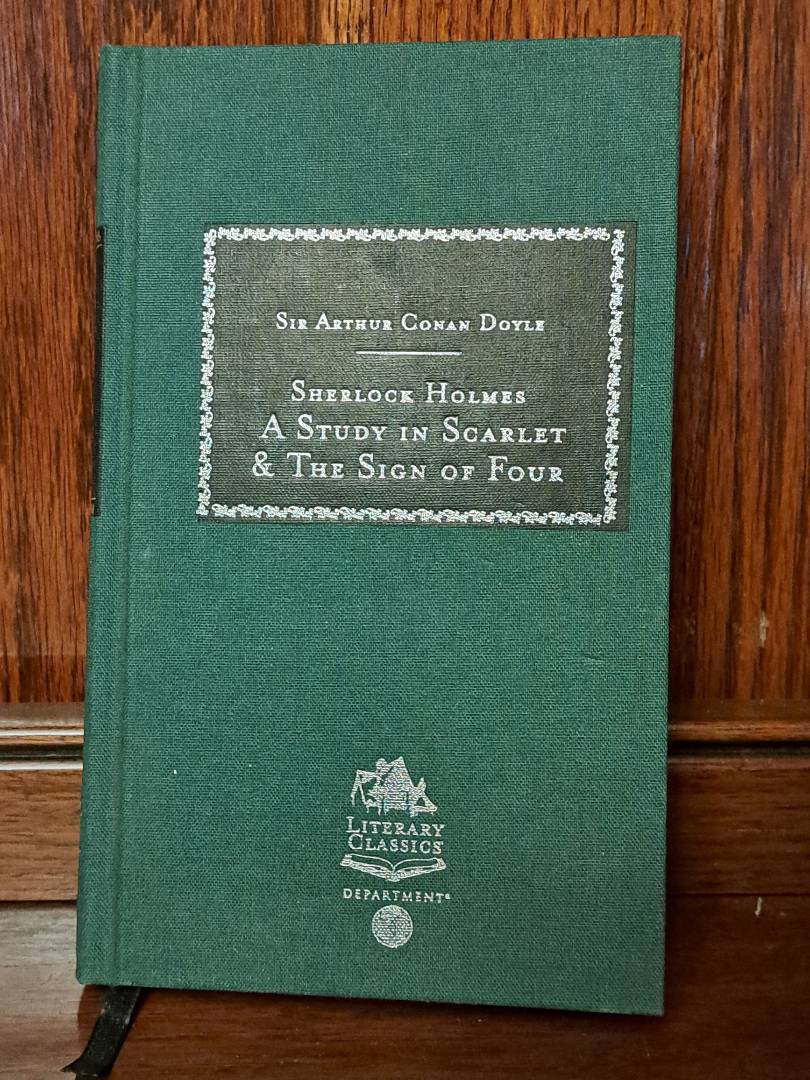 Sir Arthur Conan Doyle
Sherlock Holmes
A Study in Scarlet
& The Sign of Four
Literary
Classics
Department